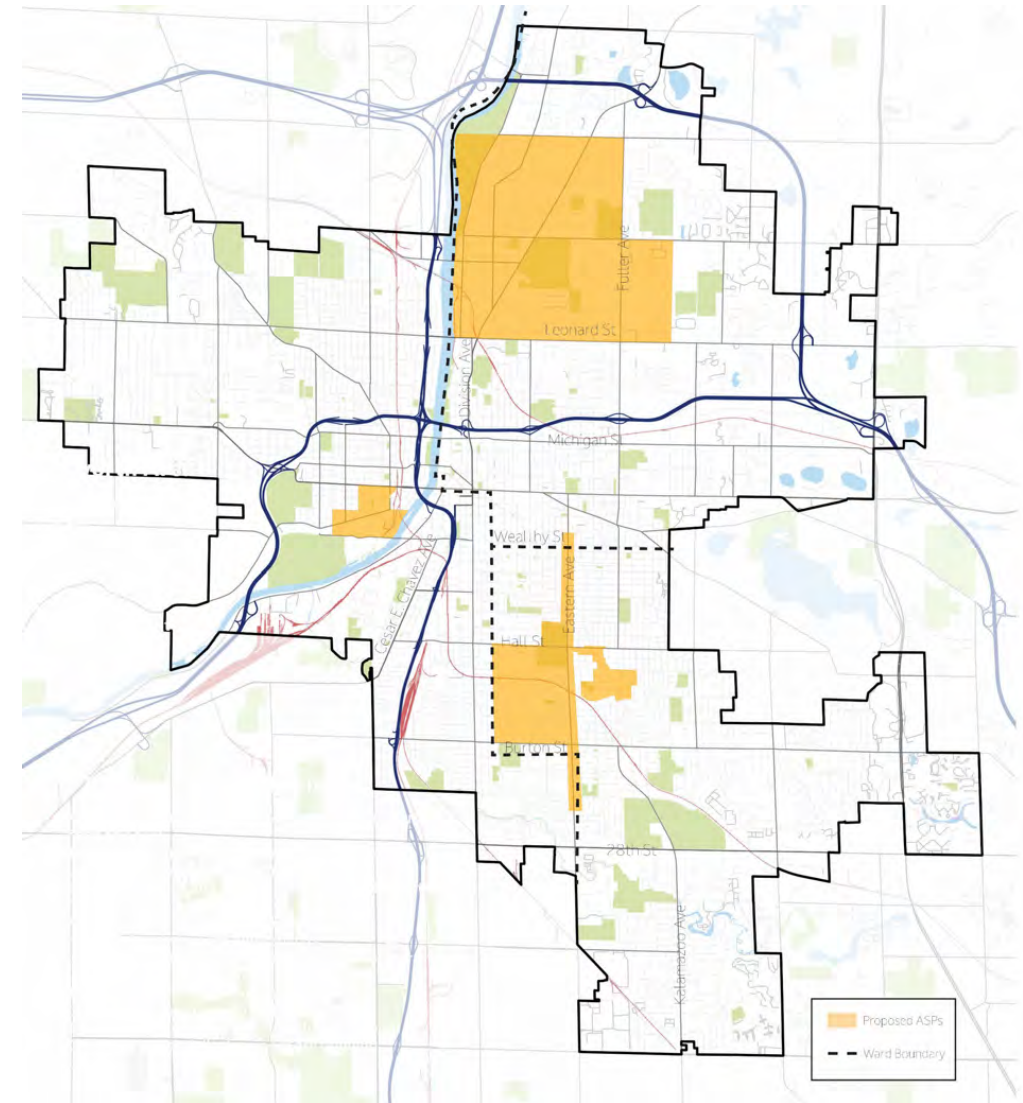 Fuller Ave
Leonard St
Division Ave
Michigan St
Wealthy St
Eastern Ave
Cesar E. Chavez Ave
Hall St
Burton St
28th St
Kalamazoo Ave
Proposed ASPs
Ward Boundary